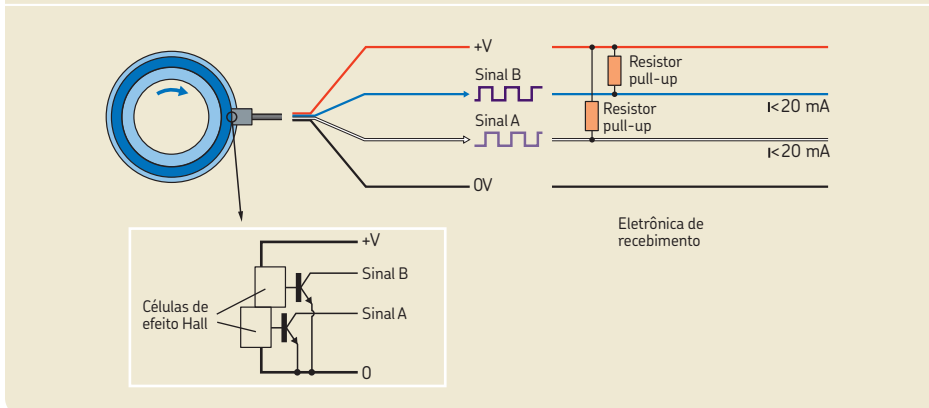 +V
Resistor
pull-up
Sinal B
I<20 mA
Resistor
pull-up
Sinal A
I<20 mA
0V
Eletrônica de
recebimento
+V
Sinal B
Células de
efeito Hall
Sinal A
0